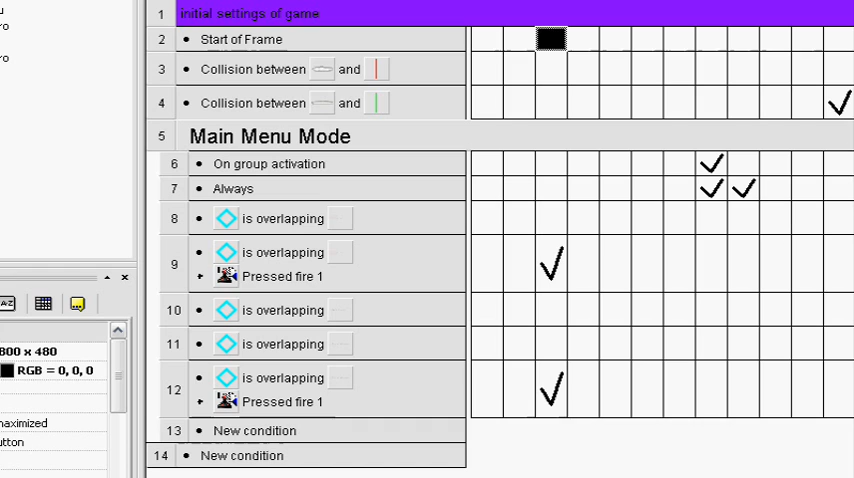 1 initial settings of game
2 • Start of Frame
3 • Collision between and
4 • Collision between and
5 Main Menu Mode
6 • On group activation
7 • Always
8 • is overlapping
9 • is overlapping
+ Pressed fire 1
10 • is overlapping
11 • is overlapping
12 • is overlapping
+ Pressed fire 1
13 • New condition
14 • New condition
ro
ro
A-Z
800 x 480
RGB = 0, 0, 0
naximized
utton